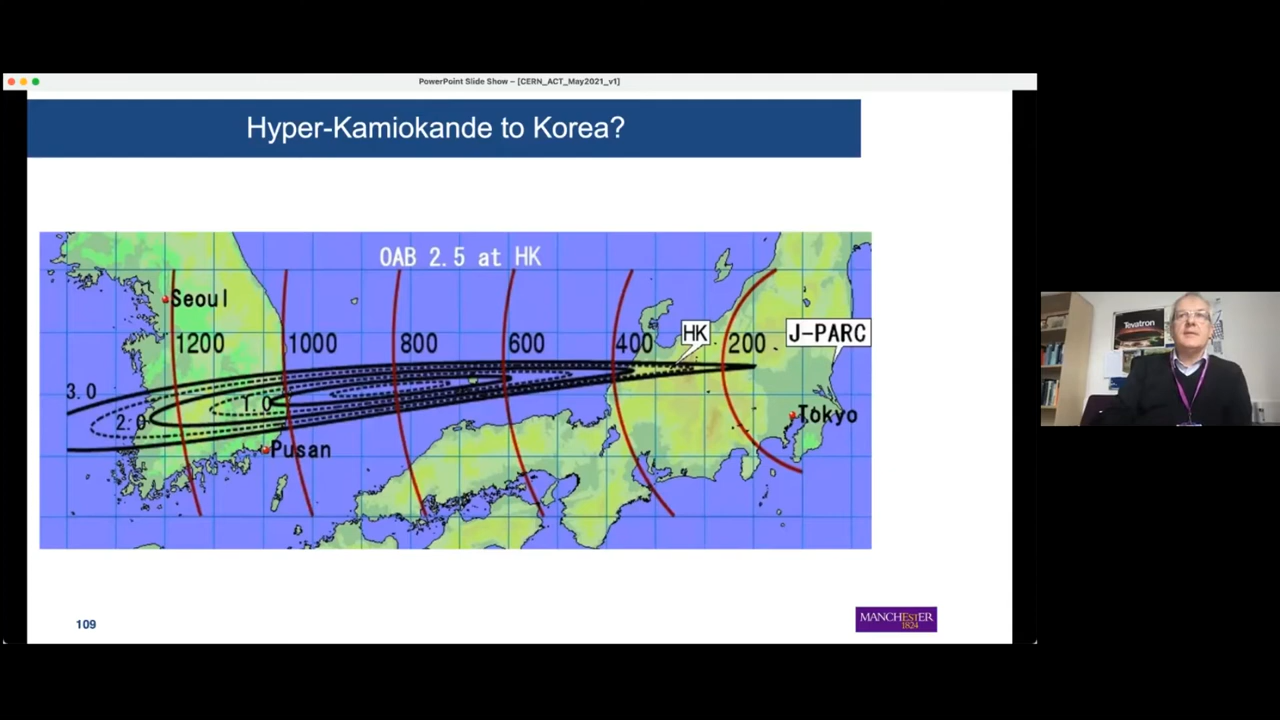 PowerPoint Slide Show – [CERN_ACT_May2021_v1]
Hyper-Kamiokande to Korea?
OAB 2.5 at HK
Seoul
1200
1000
800
600
400
HK
200
J-PARC
3.0
2.0
1.0
Tokyo
Pusan
109
MANCHESTER
1824
Tevatron